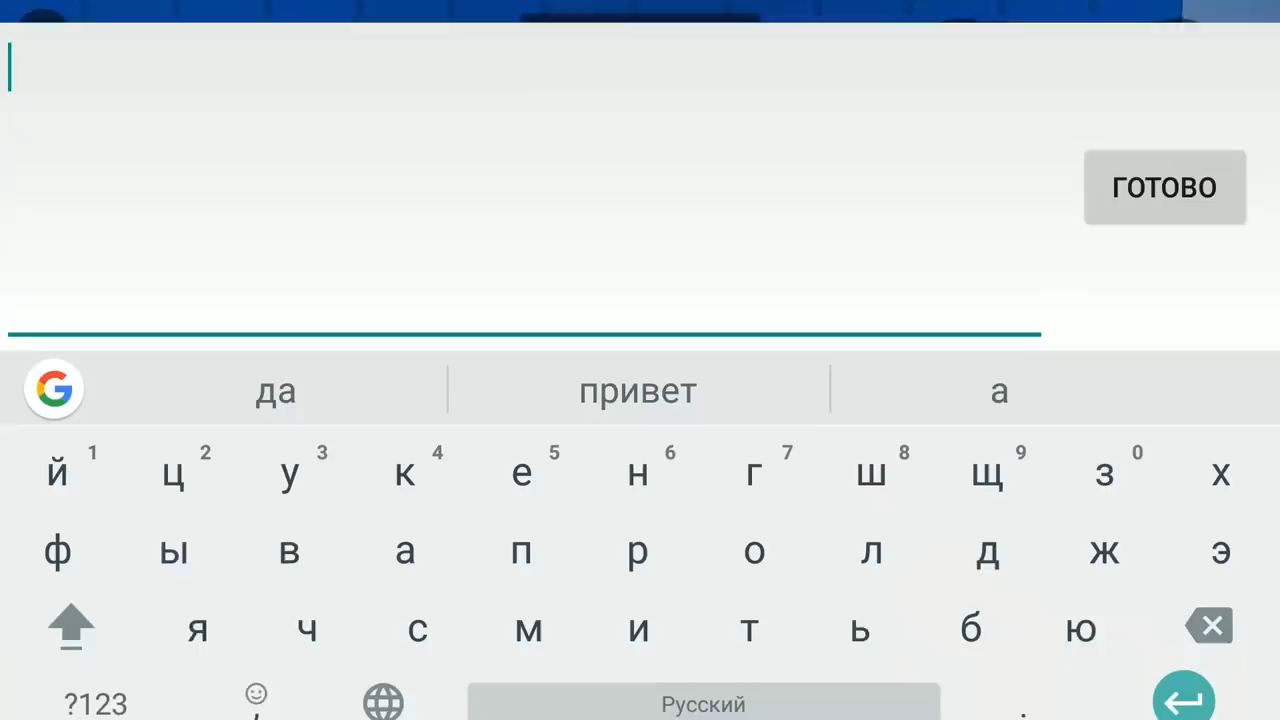 ГОТОВО
да привет а
й 1 ц 2 у 3 к 4 е 5 н 6 г 7 ш 8 щ 9 з 0 х
ф ы в а п р о л д ж э
я ч с м и т ь б ю
?123 , Русский .